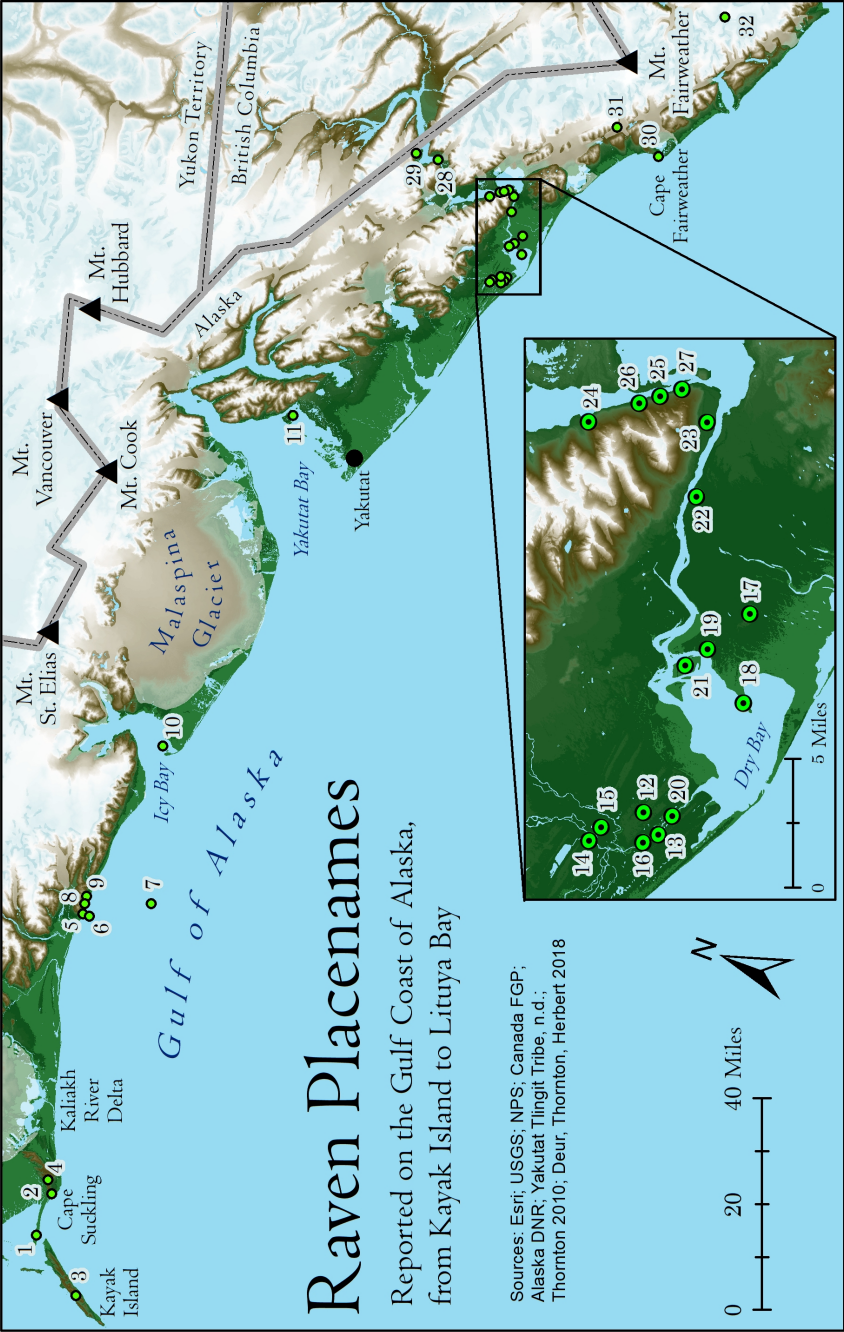 Raven Placenames
Reported on the Gulf Coast of Alaska,
from Kayak Island to Lituya Bay
Sources: Esri; USGS; NPS; Canada FGP;
Alaska DNR; Yakutat Tlingit Tribe, n.d.;
Thornton 2010; Deur, Thornton, Herbert 2018
0 20 40 Miles
N
Gulf of Alaska
Kayak
Island
Cape
Suckling
Kaliakh
River
Delta
Icy Bay
Malaspina
Glacier
Mt.
St. Elias
Mt. Cook
Mt.
Vancouver
Mt.
Hubbard
Yakutat Bay
Yakutat
Alaska
Yukon Territory
British Columbia
Cape
Fairweather
Mt.
Fairweather
1
2
3
4
5
6
7
8
9
10
11
28
29
30
31
32
Dry Bay
0 5 Miles
12
13
14
15
16
17
18
19
20
21
22
23
24
25
26
27